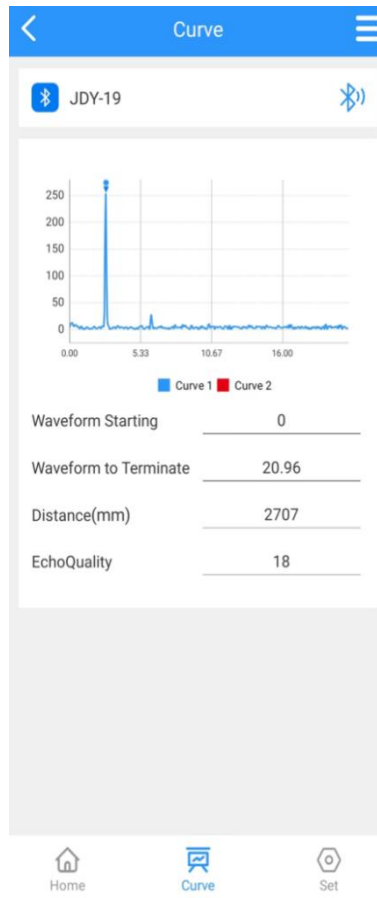 Curve
JDY-19
250
200
150
100
50
0
0.00 5.33 10.67 16.00
Curve 1 Curve 2
Waveform Starting 0
Waveform to Terminate 20.96
Distance(mm) 2707
EchoQuality 18
Home Curve Set